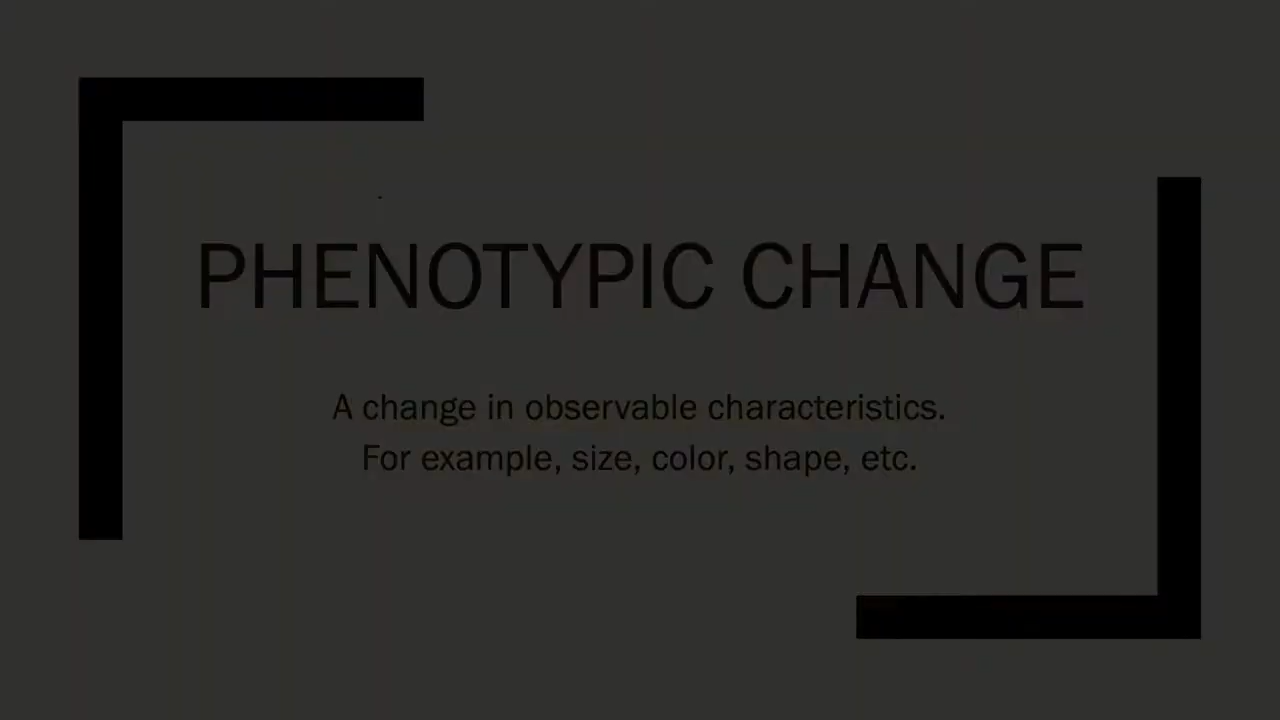 PHENOTYPIC CHANGE
A change in observable characteristics.
For example, size, color, shape, etc.